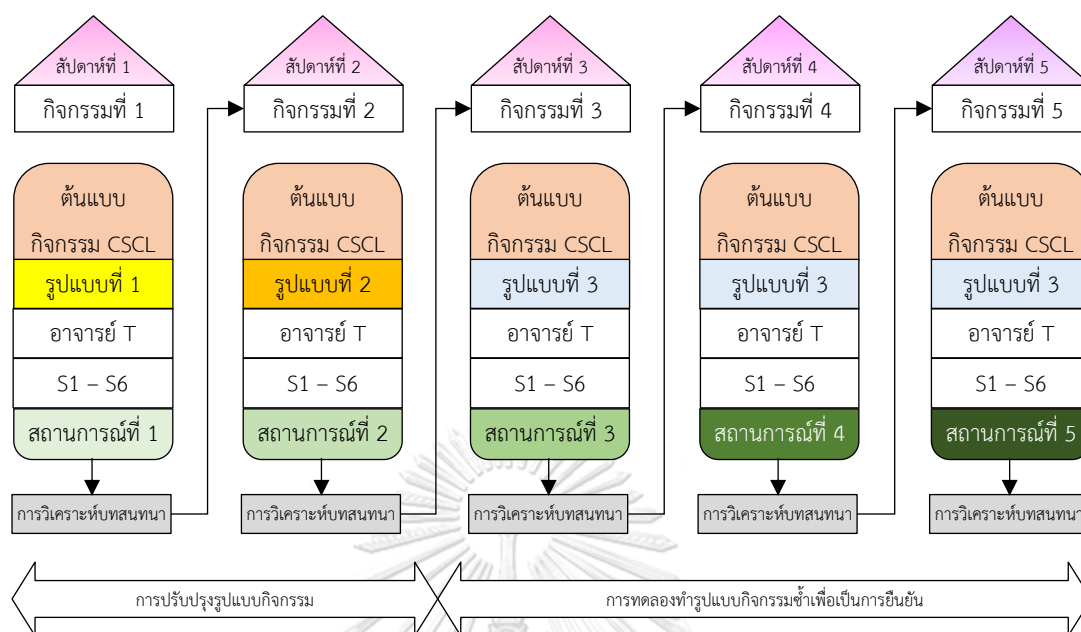 สัปดาห์ที่ 1
สัปดาห์ที่ 2
สัปดาห์ที่ 3
สัปดาห์ที่ 4
สัปดาห์ที่ 5
กิจกรรมที่ 1
กิจกรรมที่ 2
กิจกรรมที่ 3
กิจกรรมที่ 4
กิจกรรมที่ 5
ต้นแบบ
กิจกรรม CSCL
รูปแบบที่ 1
อาจารย์ T
S1 – S6
สถานการณ์ที่ 1
การวิเคราะห์บทสนทนา
ต้นแบบ
กิจกรรม CSCL
รูปแบบที่ 2
อาจารย์ T
S1 – S6
สถานการณ์ที่ 2
การวิเคราะห์บทสนทนา
ต้นแบบ
กิจกรรม CSCL
รูปแบบที่ 3
อาจารย์ T
S1 – S6
สถานการณ์ที่ 3
การวิเคราะห์บทสนทนา
ต้นแบบ
กิจกรรม CSCL
รูปแบบที่ 3
อาจารย์ T
S1 – S6
สถานการณ์ที่ 4
การวิเคราะห์บทสนทนา
ต้นแบบ
กิจกรรม CSCL
รูปแบบที่ 3
อาจารย์ T
S1 – S6
สถานการณ์ที่ 5
การวิเคราะห์บทสนทนา
การปรับปรุงรูปแบบกิจกรรม
การทดลองทำรูปแบบกิจกรรมซ้ำเพื่อเป็นการยืนยัน